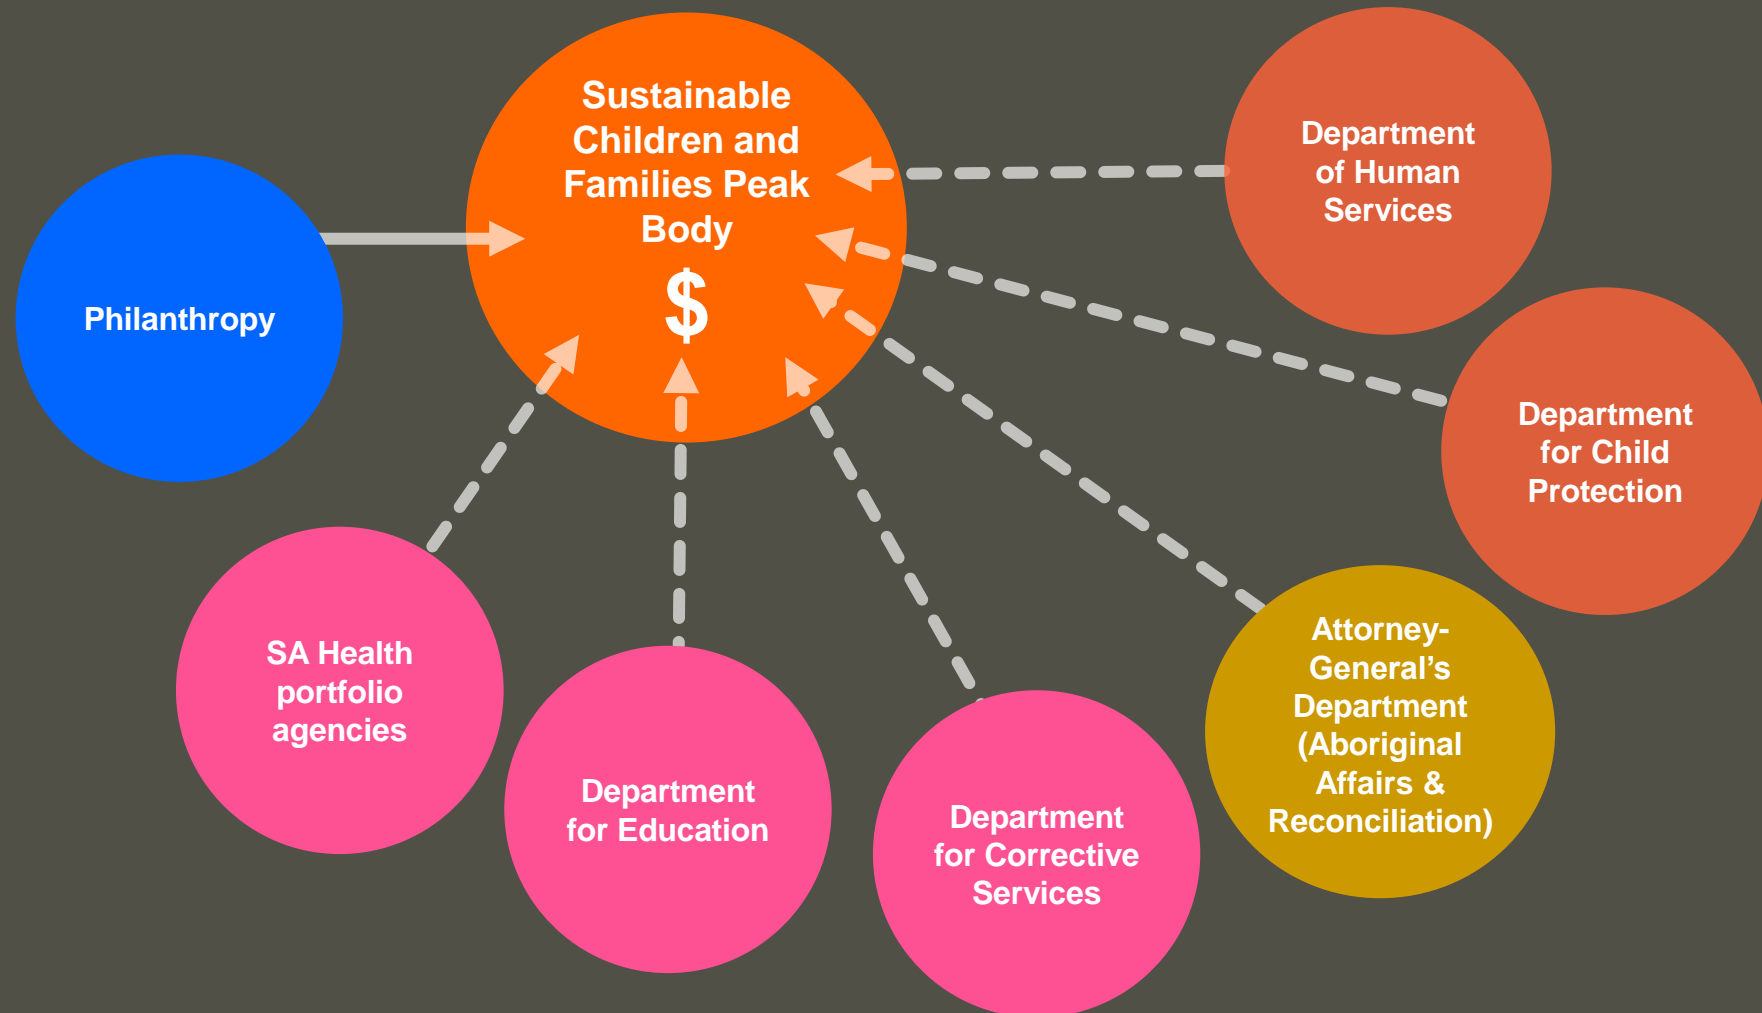 Sustainable
Children and
Families Peak
Body
$
Philanthropy
SA Health
portfolio
agencies
Department
for Education
Department
for Corrective
Services
Attorney-
General’s
Department
(Aboriginal
Affairs &
Reconciliation)
Department
for Child
Protection
Department
of Human
Services